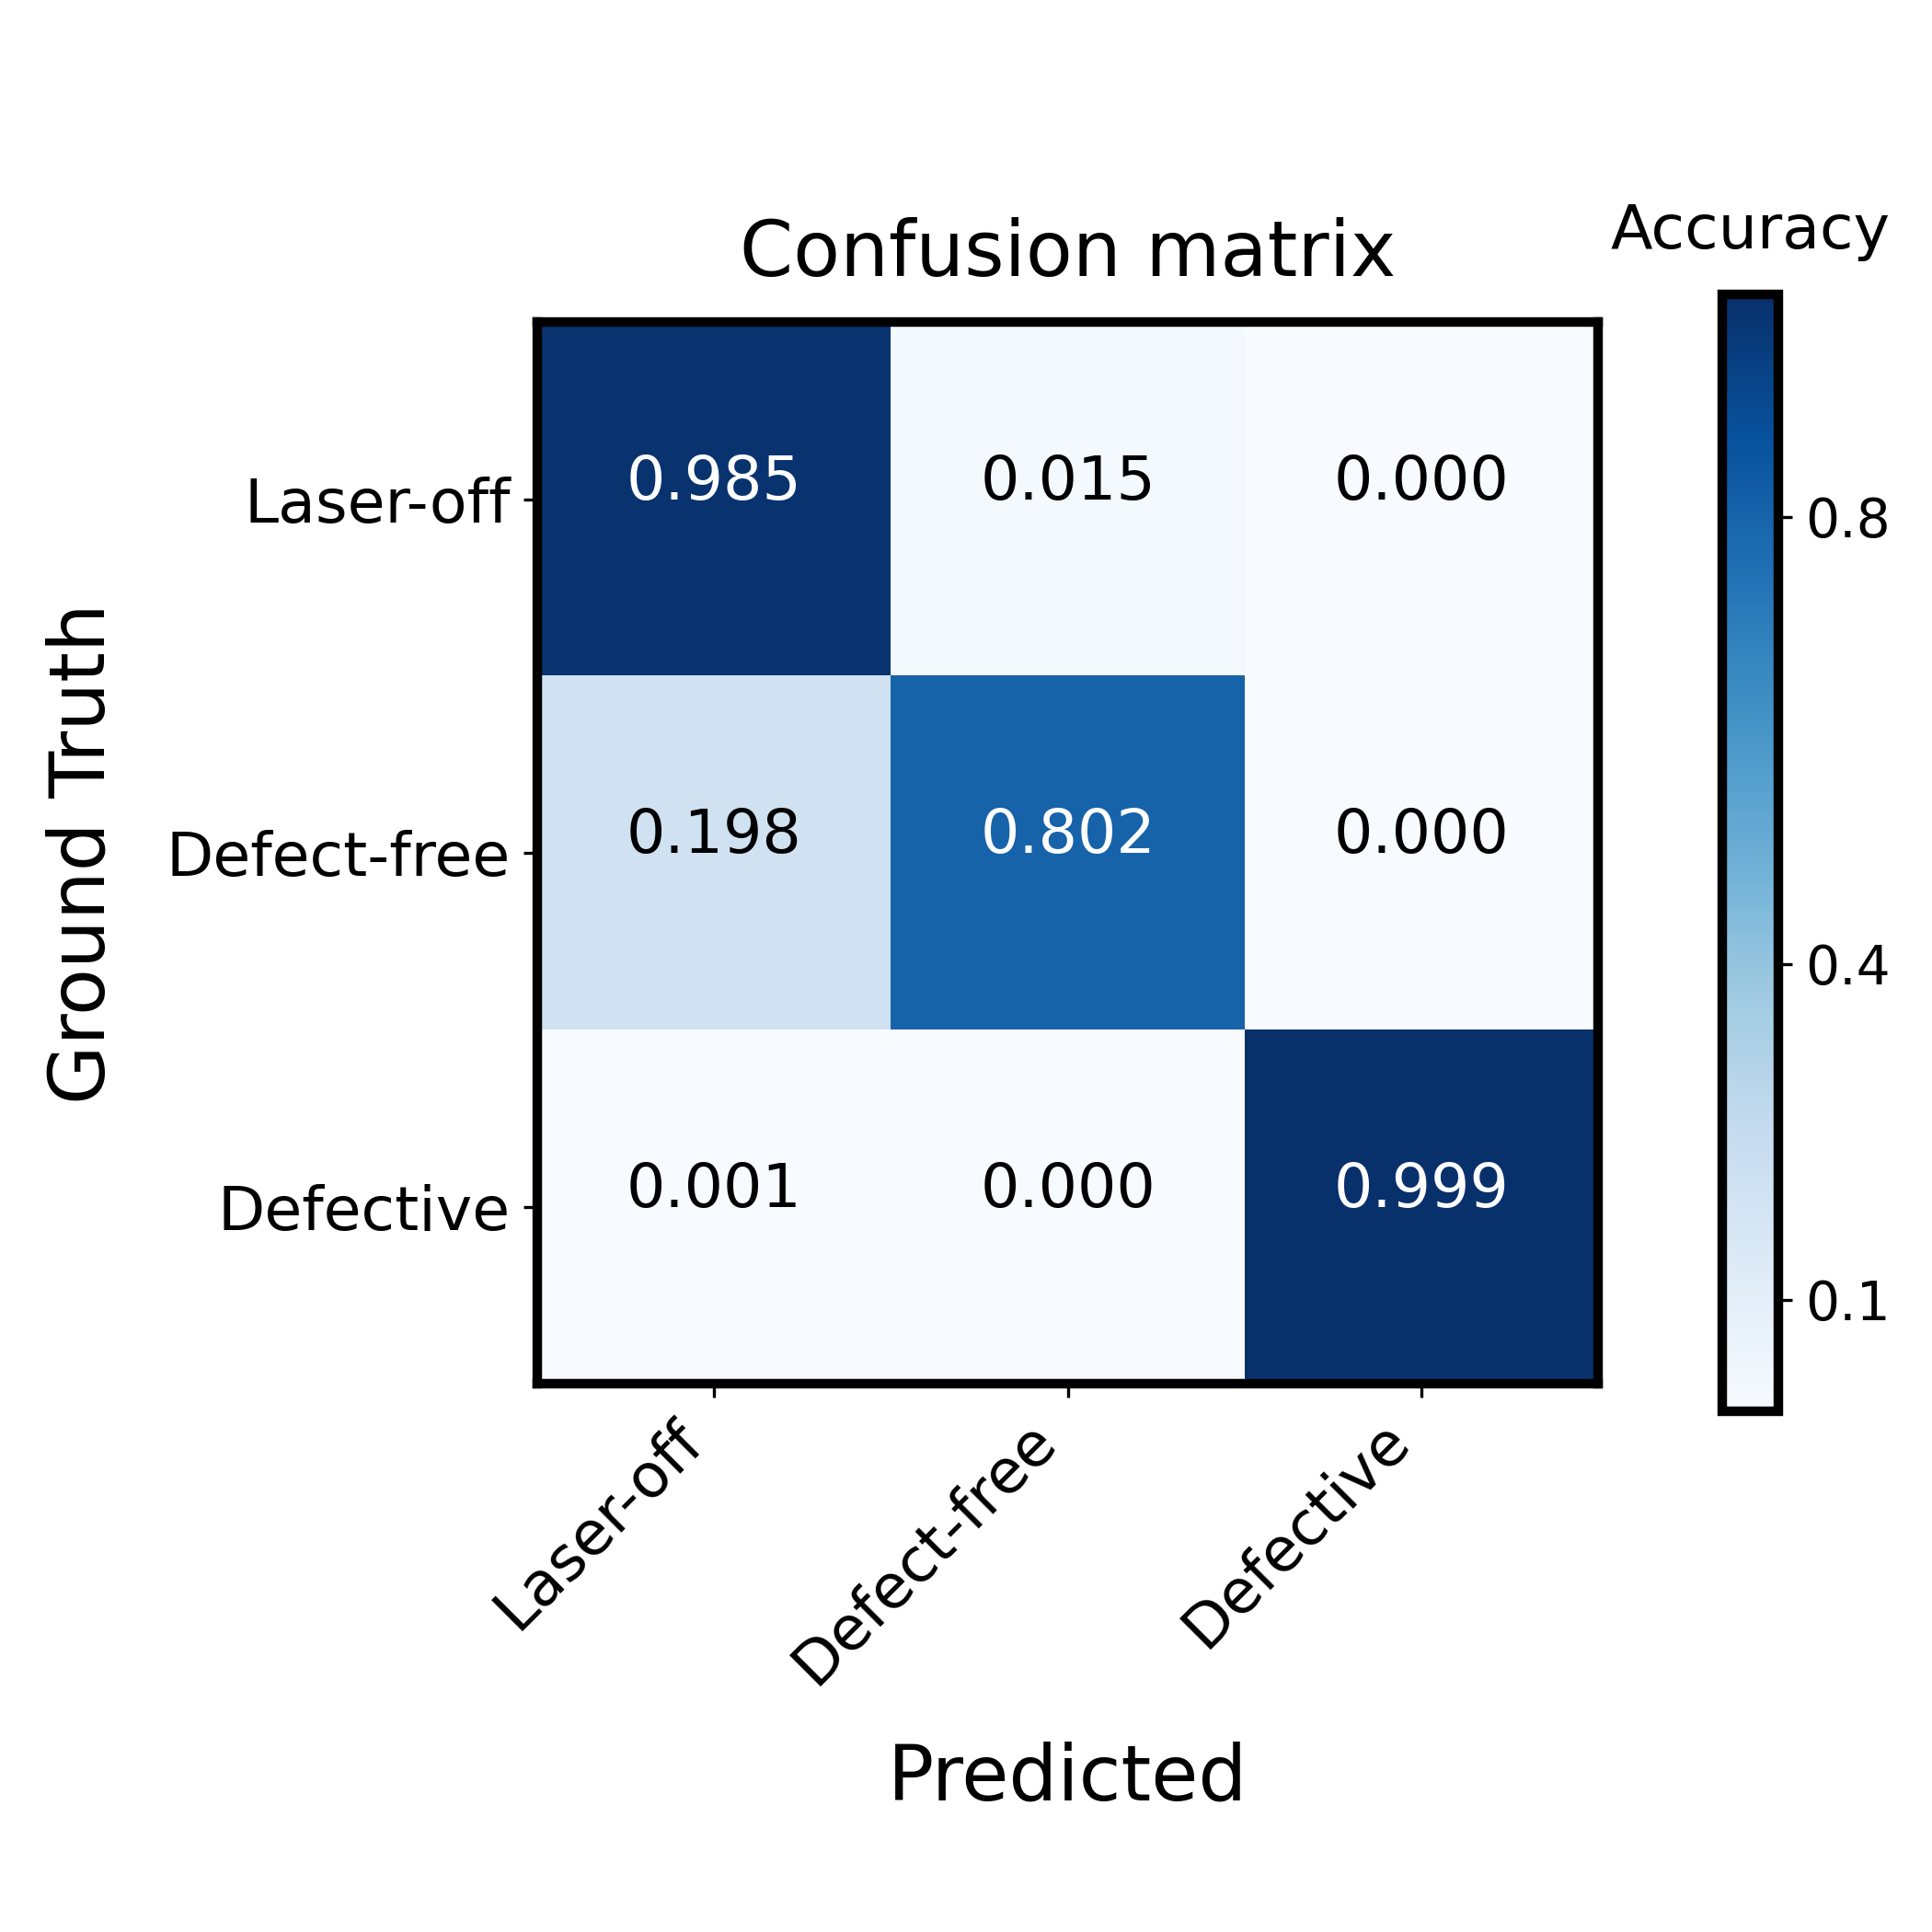 Confusion matrix
Accuracy
Ground Truth
Laser-off 0.985 0.015 0.000
Defect-free 0.198 0.802 0.000
Defective 0.001 0.000 0.999
0.8
0.4
0.1
Laser-off
Defect-free
Defective
Predicted